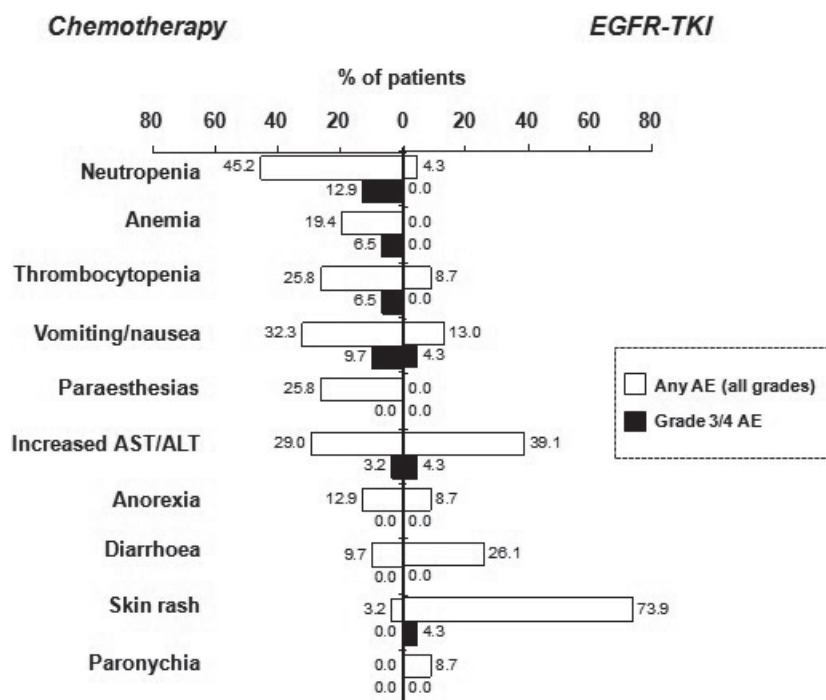 Chemotherapy EGFR-TKI
% of patients
80 60 40 20 0 20 40 60 80
Neutropenia 45.2 4.3
12.9 0.0
Anemia 19.4 0.0
6.5 0.0
Thrombocytopenia 25.8 8.7
6.5 0.0
Vomiting/nausea 32.3 13.0
9.7 4.3
Paraesthesias 25.8 0.0
0.0 0.0
Increased AST/ALT 29.0 39.1
3.2 4.3
Anorexia 12.9 8.7
0.0 0.0
Diarrhoea 9.7 26.1
0.0 0.0
Skin rash 3.2 73.9
0.0 4.3
Paronychia 0.0 8.7
0.0 0.0
Any AE (all grades)
Grade 3/4 AE